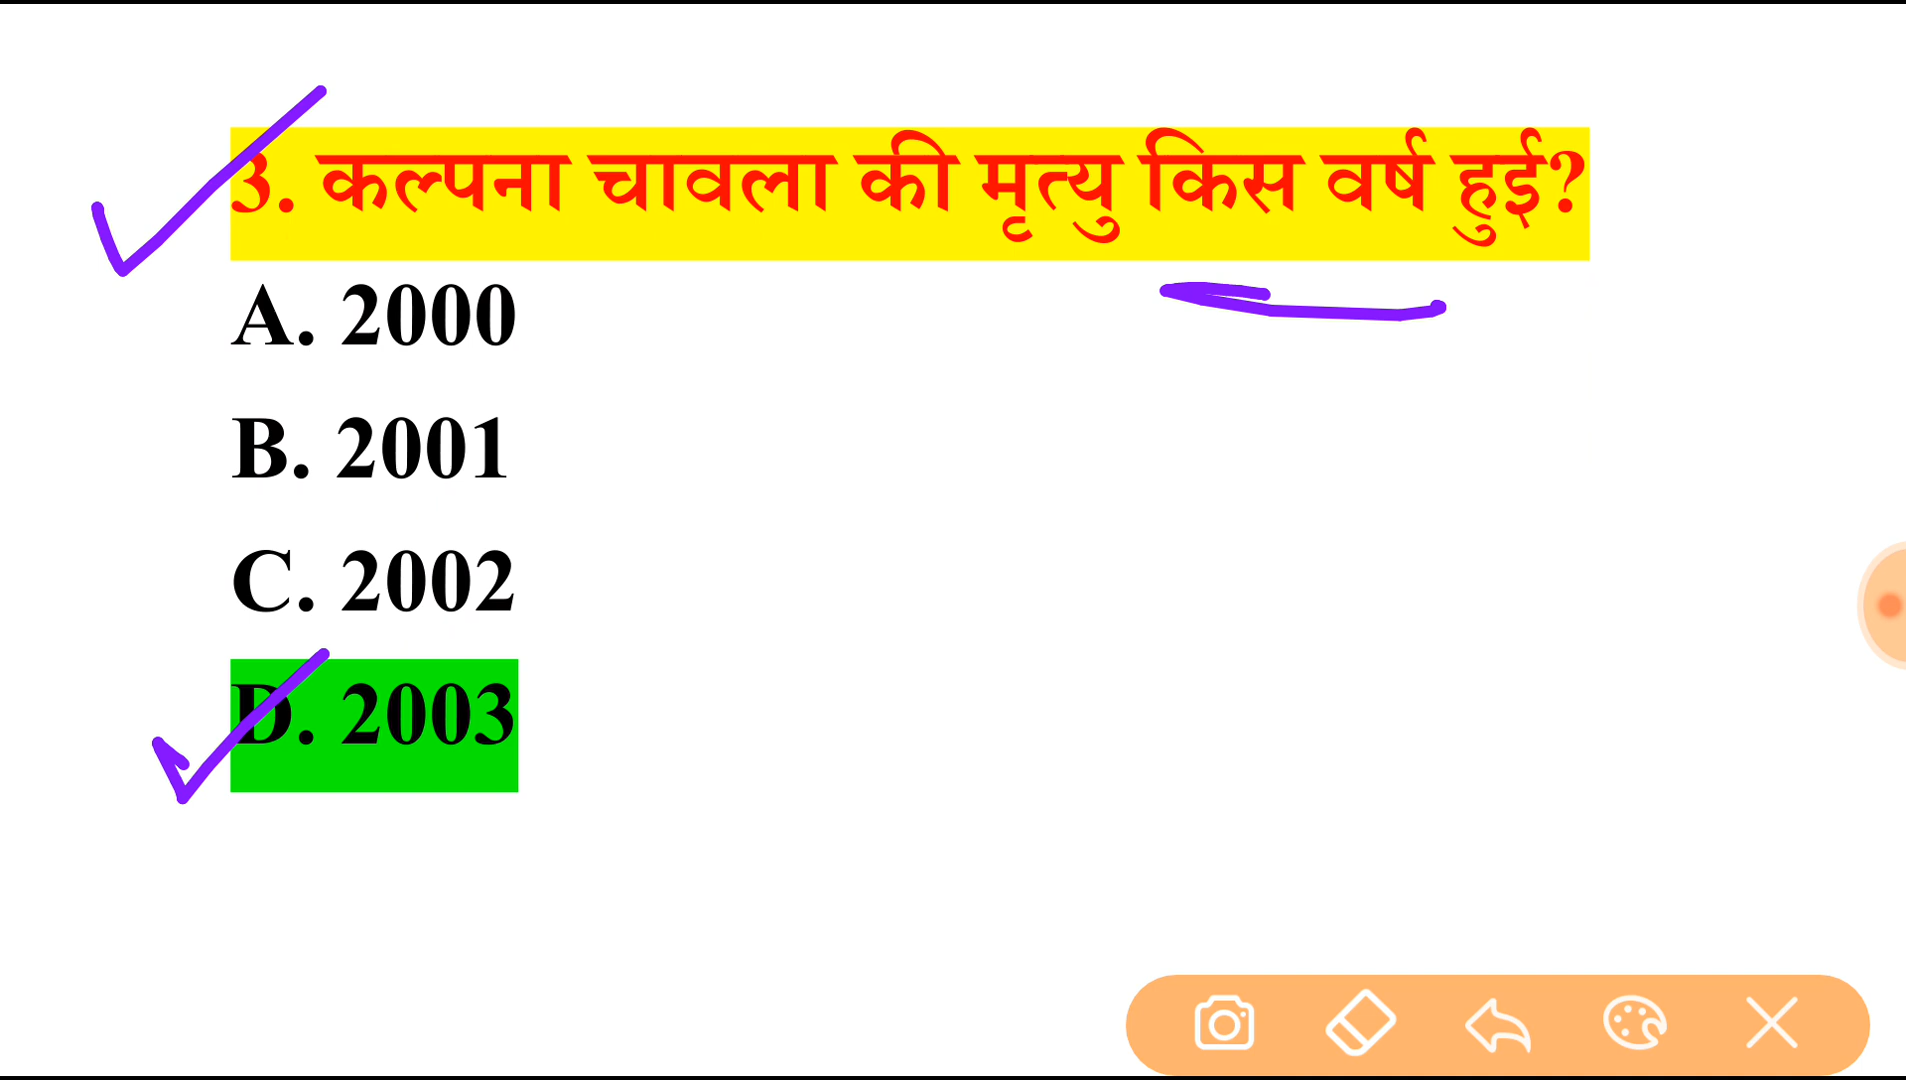 3. कल्पना चावला की मृत्यु किस वर्ष हुई?
A. 2000
B. 2001
C. 2002
D. 2003